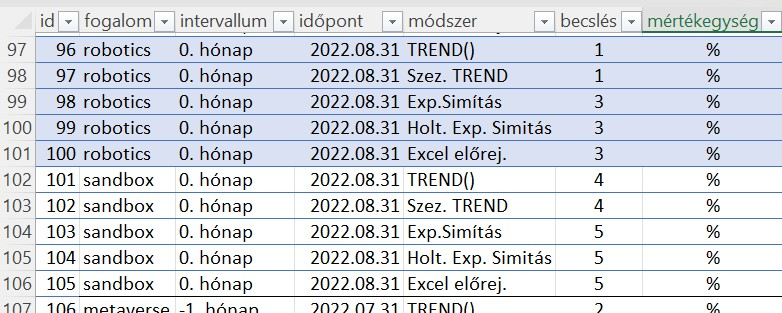 id fogalom intervallum időpont módszer becslés mértékegység
97 96 robotics 0. hónap 2022.08.31 TREND() 1 %
98 97 robotics 0. hónap 2022.08.31 Szez. TREND 1 %
99 98 robotics 0. hónap 2022.08.31 Exp.Simítás 3 %
100 99 robotics 0. hónap 2022.08.31 Holt. Exp. Simitás 3 %
101 100 robotics 0. hónap 2022.08.31 Excel előrej. 3 %
102 101 sandbox 0. hónap 2022.08.31 TREND() 4 %
103 102 sandbox 0. hónap 2022.08.31 Szez. TREND 4 %
104 103 sandbox 0. hónap 2022.08.31 Exp.Simítás 5 %
105 104 sandbox 0. hónap 2022.08.31 Holt. Exp. Simitás 5 %
106 105 sandbox 0. hónap 2022.08.31 Excel előrej. 5 %
107 106 metaverse -1. hónap 2022.07.31 TREND() 2 %